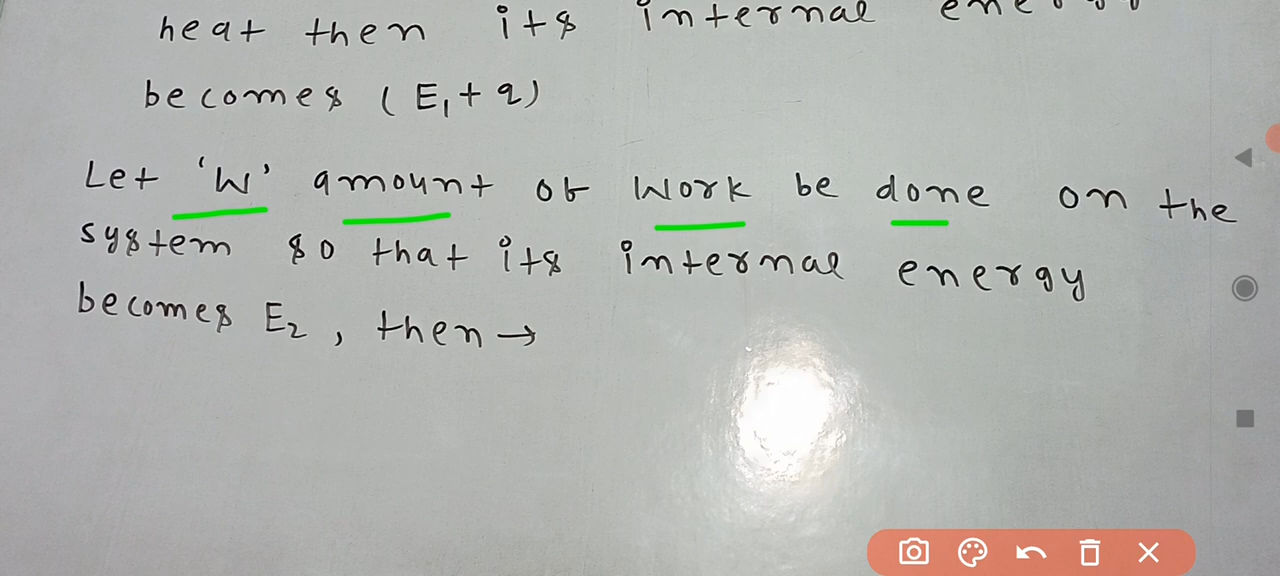 heat then its internal
becomes (E₁ + q)
Let 'W' amount of work be done on the
system so that its internal energy
becomes E₂, then →